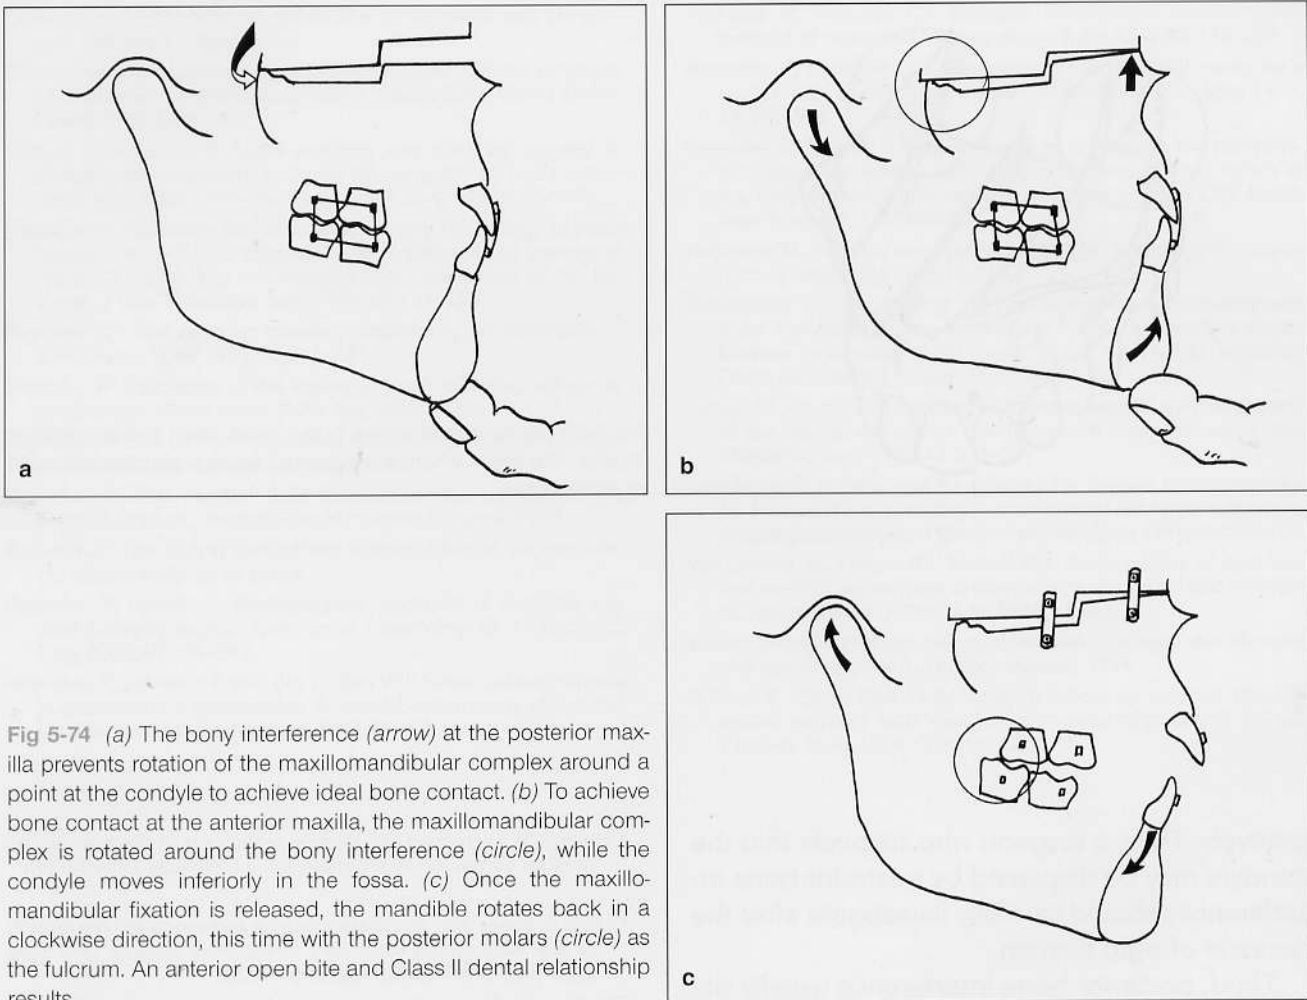 a
b
Fig 5-74 (a) The bony interference (arrow) at the posterior max-
illa prevents rotation of the maxillomandibular complex around a
point at the condyle to achieve ideal bone contact. (b) To achieve
bone contact at the anterior maxilla, the maxillomandibular com-
plex is rotated around the bony interference (circle), while the
condyle moves inferiorly in the fossa. (c) Once the maxillo-
mandibular fixation is released, the mandible rotates back in a
clockwise direction, this time with the posterior molars (circle) as
the fulcrum. An anterior open bite and Class II dental relationship
results.
c